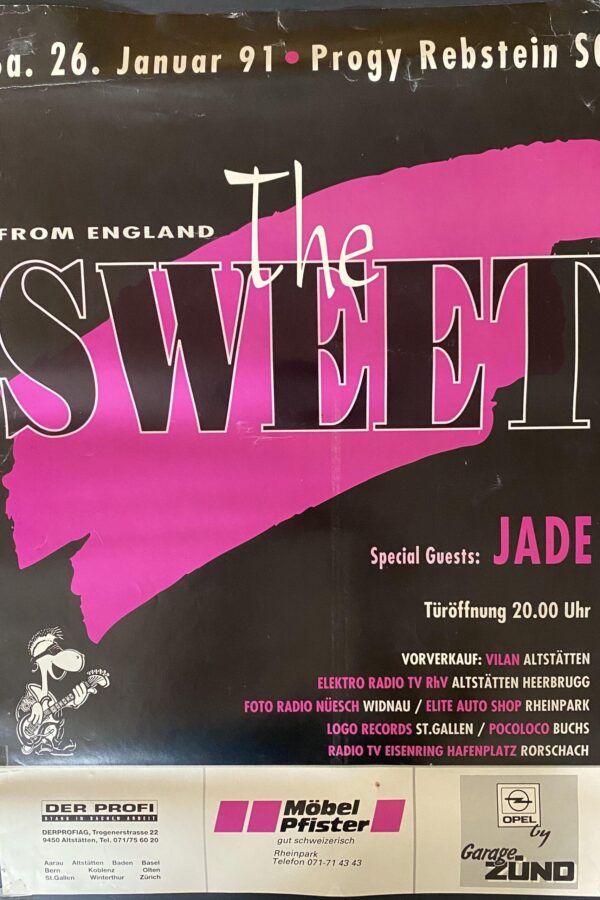 Sa. 26. Januar 91 • Progy Rebstein SG
FROM ENGLAND
The
SWEET
Special Guests: JADE
Türöffnung 20.00 Uhr
VORVERKAUF: VILAN ALTSTÄTTEN
ELEKTRO RADIO TV RhV ALTSTÄTTEN HEERBRUGG
FOTO RADIO NÜESCH WIDNAU / ELITE AUTO SHOP RHEINPARK
LOGO RECORDS ST.GALLEN / POCOLOCO BUCHS
RADIO TV EISENRING HAFENPLATZ RORSCHACH
DER PROFI
STARK IN SACHEN ARBEIT
DERPROFIAG, Trogenerstrasse 22
9450 Altstätten, Tel. 071/75 60 20
Aarau Altstätten Baden Basel
Bern Koblenz Olten
St.Gallen Winterthur Zürich
Möbel
Pfister
gut schweizerisch
Rheinpark
Telefon 071-71 43 43
OPEL
by
Garage
ZÜND